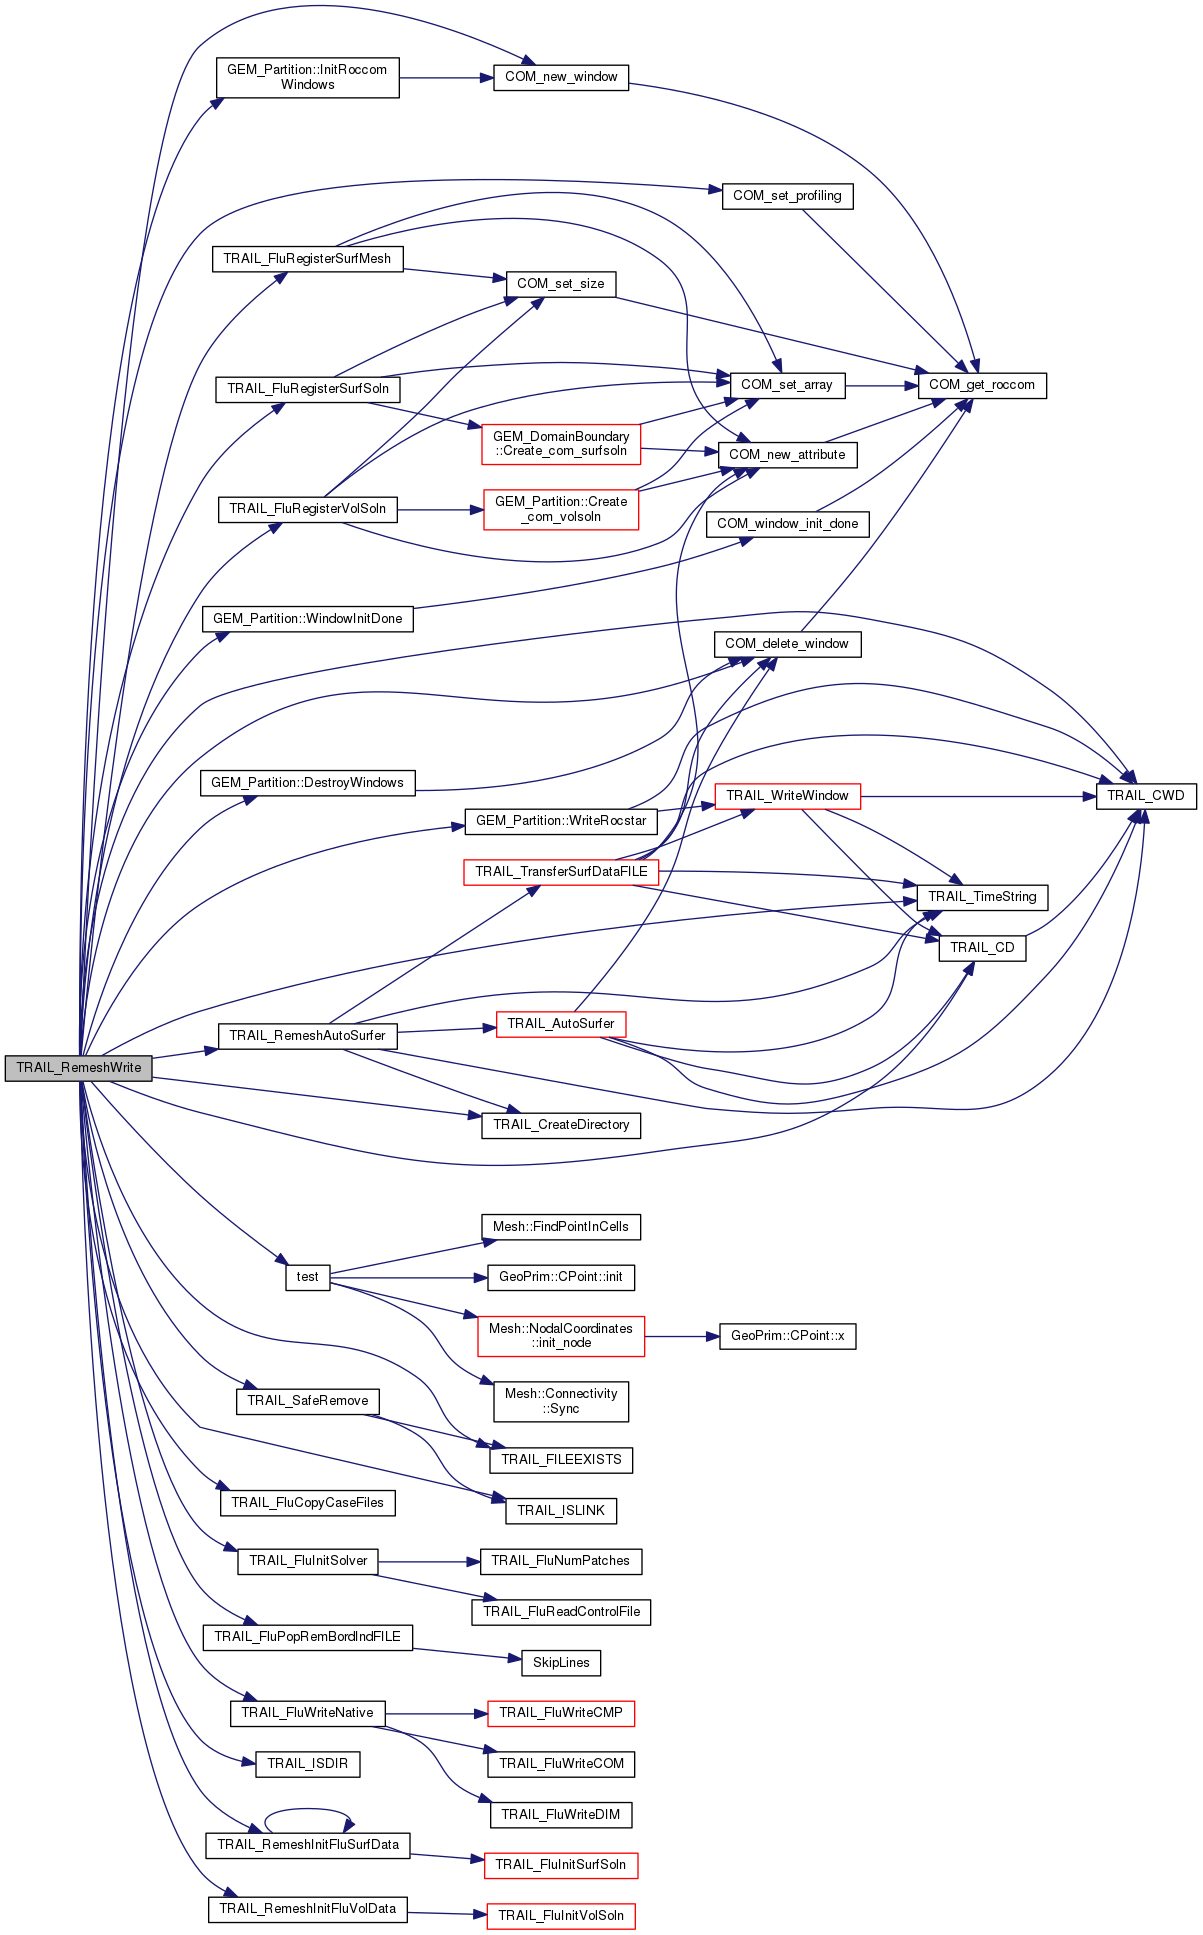 GEM_Partition::InitRoccom
Windows
COM_new_window
COM_set_profiling
TRAIL_FluRegisterSurfMesh
COM_set_size
TRAIL_FluRegisterSurfSoln
COM_set_array
COM_get_roccom
GEM_DomainBoundary
::Create_com_surfsoln
COM_new_attribute
TRAIL_FluRegisterVolSoln
GEM_Partition::Create
_com_volsoln
COM_window_init_done
GEM_Partition::WindowInitDone
COM_delete_window
GEM_Partition::DestroyWindows
TRAIL_WriteWindow
TRAIL_CWD
GEM_Partition::WriteRocstar
TRAIL_TransferSurfDataFILE
TRAIL_TimeString
TRAIL_CD
TRAIL_RemeshAutoSurfer
TRAIL_AutoSurfer
TRAIL_RemeshWrite
TRAIL_CreateDirectory
Mesh::FindPointInCells
test
GeoPrim::CPoint::init
Mesh::NodalCoordinates
::init_node
GeoPrim::CPoint::x
Mesh::Connectivity
::Sync
TRAIL_SafeRemove
TRAIL_FILEEXISTS
TRAIL_FluCopyCaseFiles
TRAIL_ISLINK
TRAIL_FluInitSolver
TRAIL_FluNumPatches
TRAIL_FluReadControlFile
TRAIL_FluPopRemBordIndFILE
SkipLines
TRAIL_FluWriteNative
TRAIL_FluWriteCMP
TRAIL_ISDIR
TRAIL_FluWriteCOM
TRAIL_FluWriteDIM
TRAIL_RemeshInitFluSurfData
TRAIL_FluInitSurfSoln
TRAIL_RemeshInitFluVolData
TRAIL_FluInitVolSoln